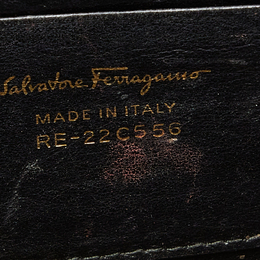 Salvatore Ferragamo
MADE IN ITALY
RE-22C556